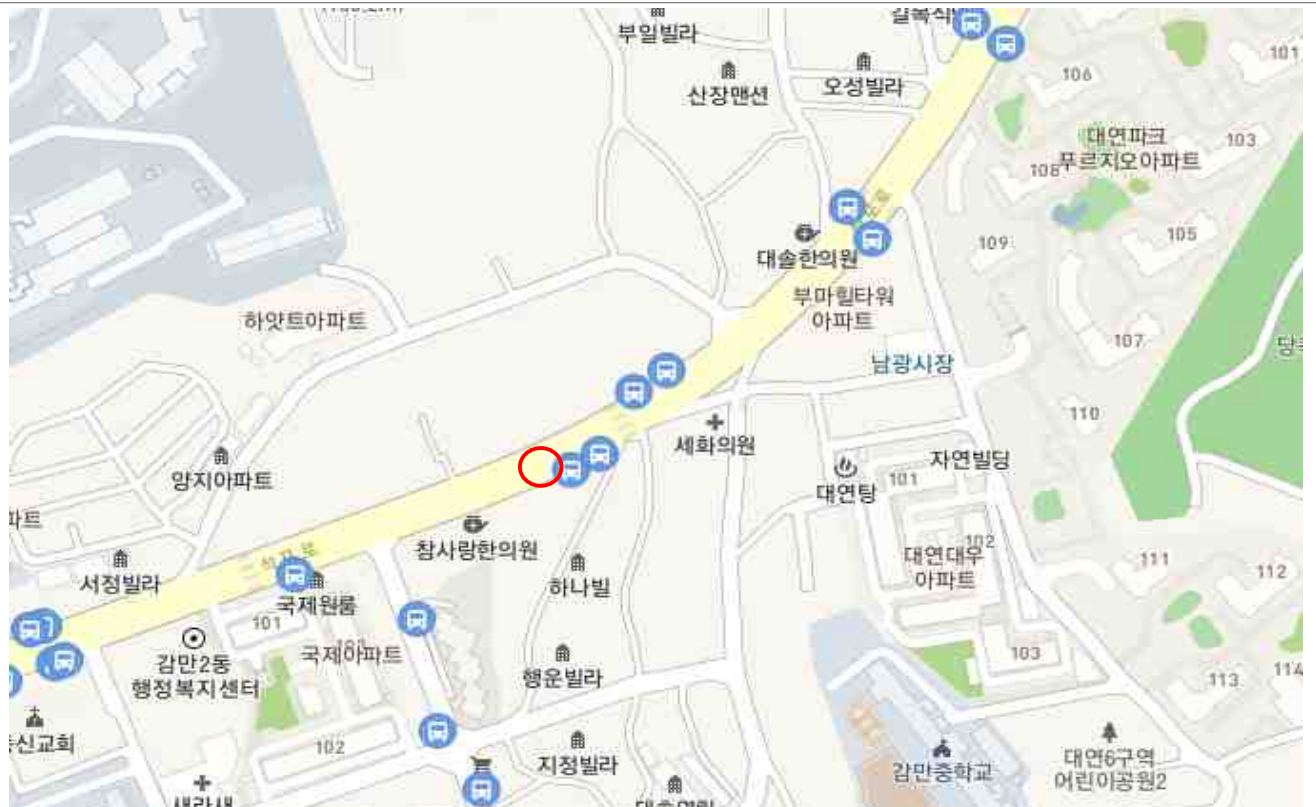 부일빌라
산장맨션
오성빌라
106
101
대연파크
푸르지오아파트
103
108
105
109
대솔한의원
부마힐타워
아파트
107
하얏트아파트
남광시장
110
세화의원
양지아파트
자연빌딩
101
대연탕
파트
참사랑한의원
102
대연대우
아파트
111
112
서정빌라
하나빌
국제원룸
101
국제아파트
감만2동
행정복지센터
행운빌라
103
113
114
신교회
102
지정빌라
감만중학교
대연6구역
어린이공원2